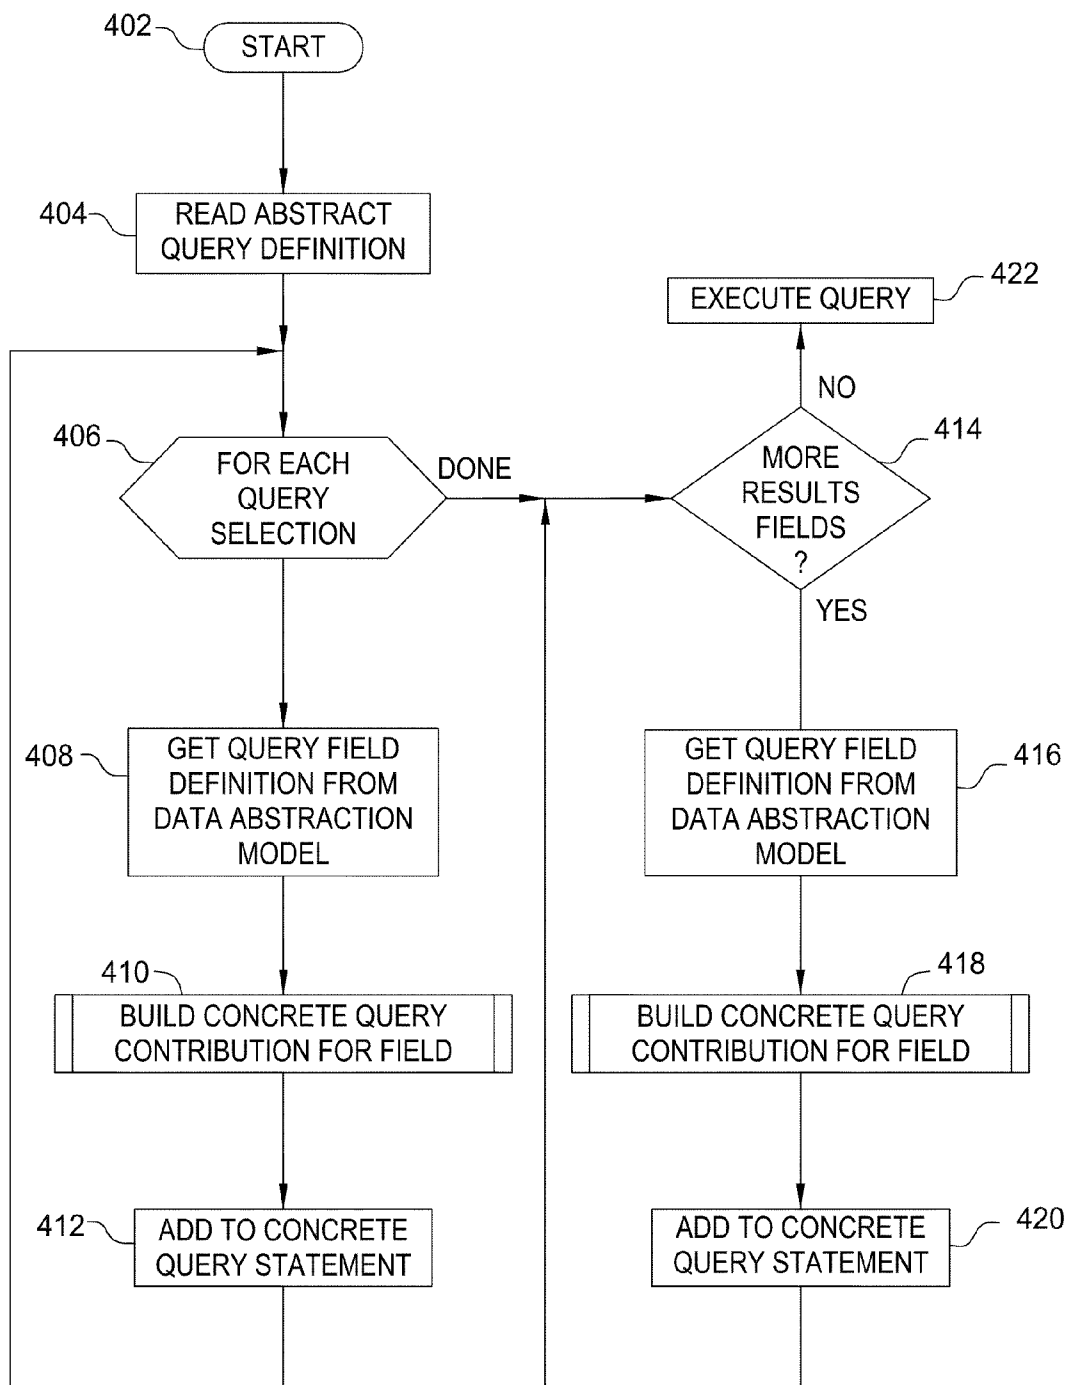 402
START
404
READ ABSTRACT
QUERY DEFINITION
406
FOR EACH
QUERY
SELECTION
DONE
408
GET QUERY FIELD
DEFINITION FROM
DATA ABSTRACTION
MODEL
410
BUILD CONCRETE QUERY
CONTRIBUTION FOR FIELD
412
ADD TO CONCRETE
QUERY STATEMENT
422
EXECUTE QUERY
NO
414
MORE
RESULTS
FIELDS
?
YES
416
GET QUERY FIELD
DEFINITION FROM
DATA ABSTRACTION
MODEL
418
BUILD CONCRETE QUERY
CONTRIBUTION FOR FIELD
420
ADD TO CONCRETE
QUERY STATEMENT